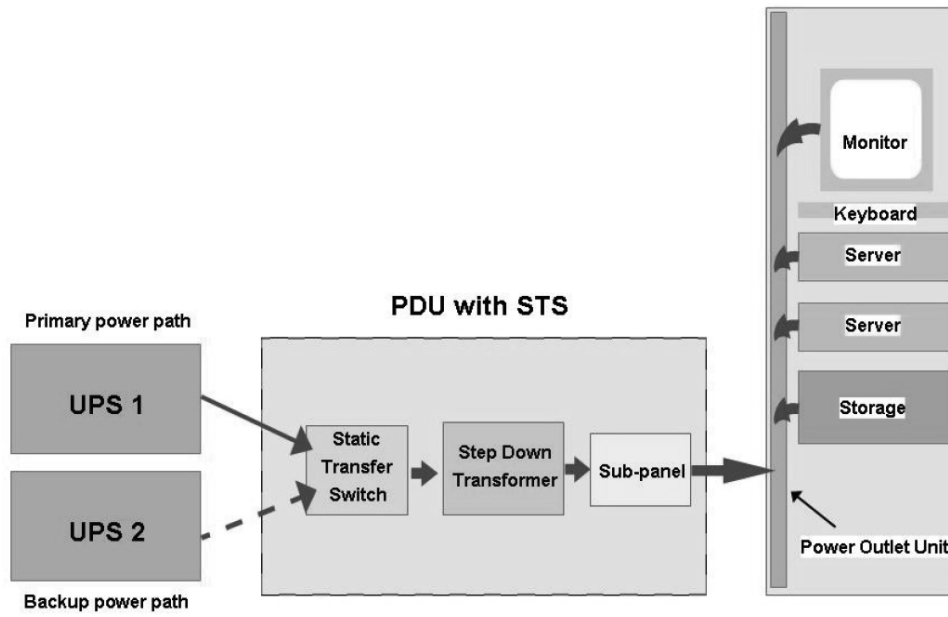 PDU with STS
Primary power path
UPS 1
UPS 2
Backup power path
Static
Transfer
Switch
Step Down
Transformer
Sub-panel
Monitor
Keyboard
Server
Server
Storage
Power Outlet Unit